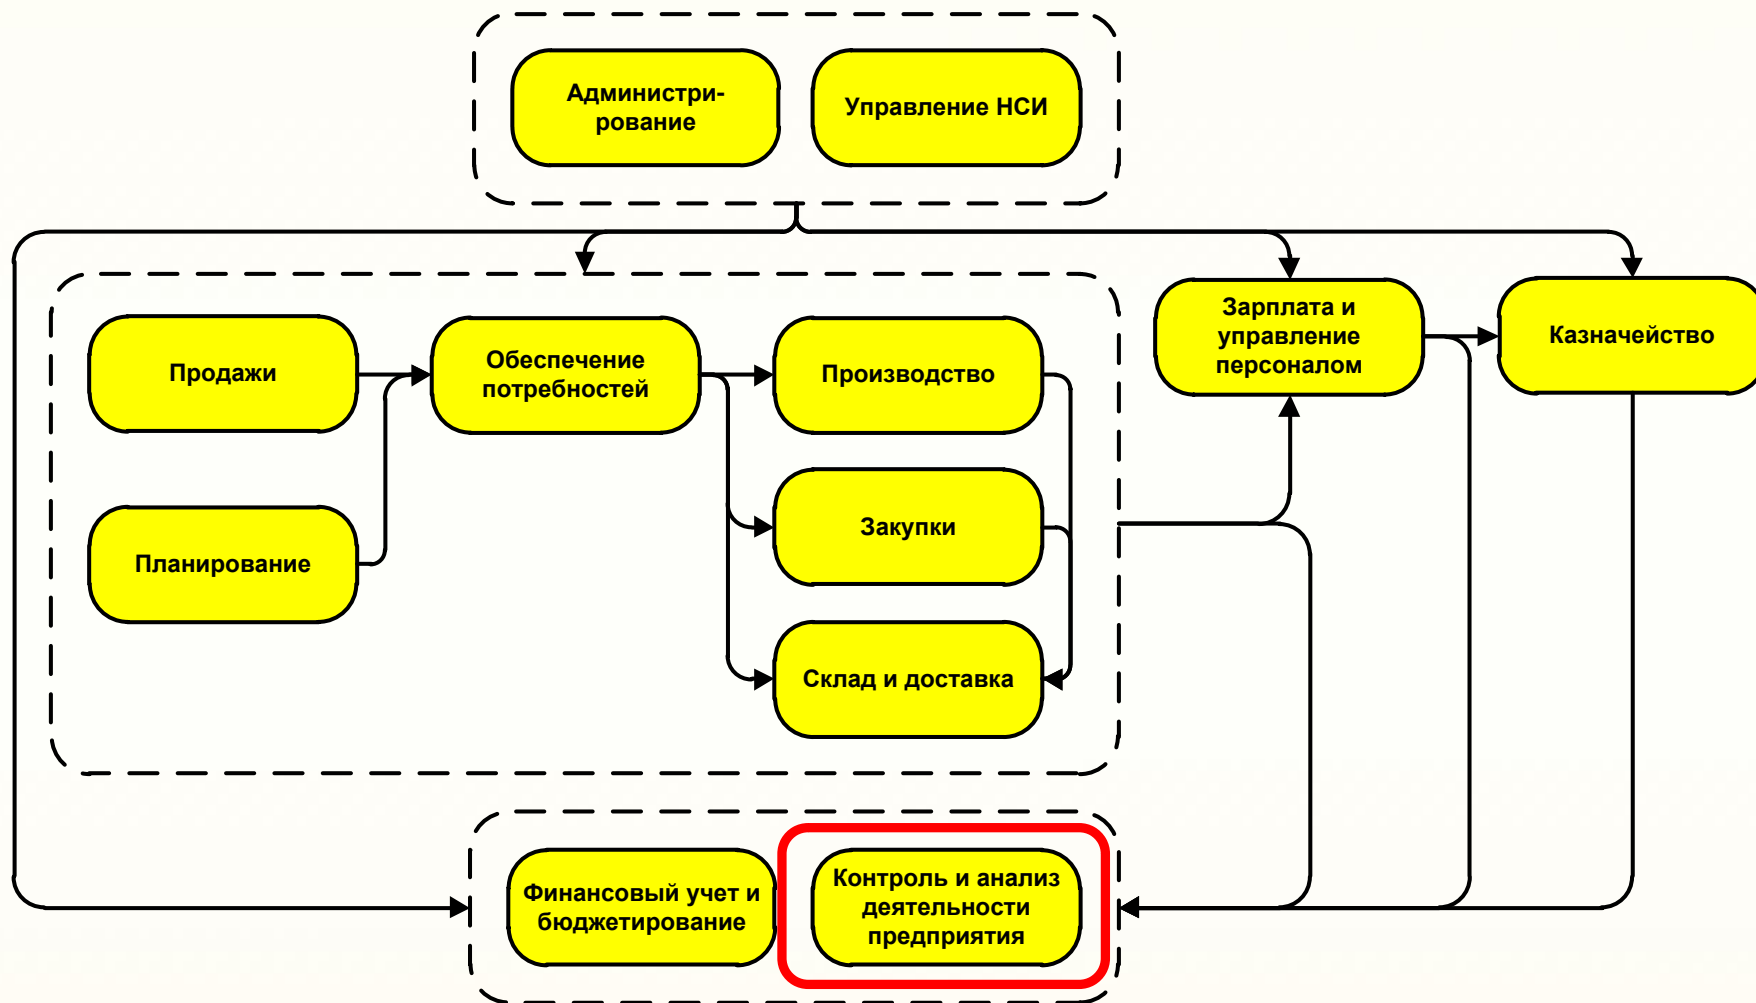 Администри-
рование
Управление НСИ
Продажи
Обеспечение
потребностей
Производство
Зарплата и
управление
персоналом
Казначейство
Планирование
Закупки
Склад и доставка
Финансовый учет и
бюджетирование
Контроль и анализ
деятельности
предприятия